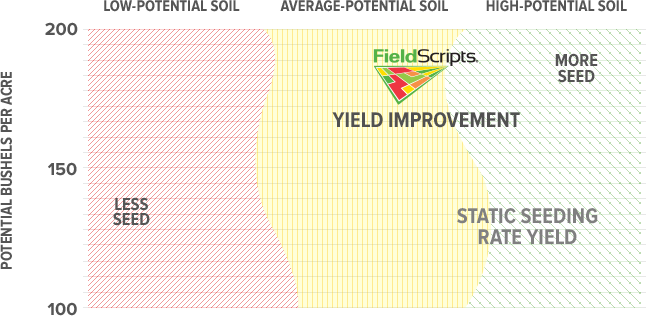 LOW-POTENTIAL SOIL
AVERAGE-POTENTIAL SOIL
HIGH-POTENTIAL SOIL
POTENTIAL BUSHELS PER ACRE
200
150
100
FieldScripts®
MORE
SEED
YIELD IMPROVEMENT
LESS
SEED
STATIC SEEDING
RATE YIELD